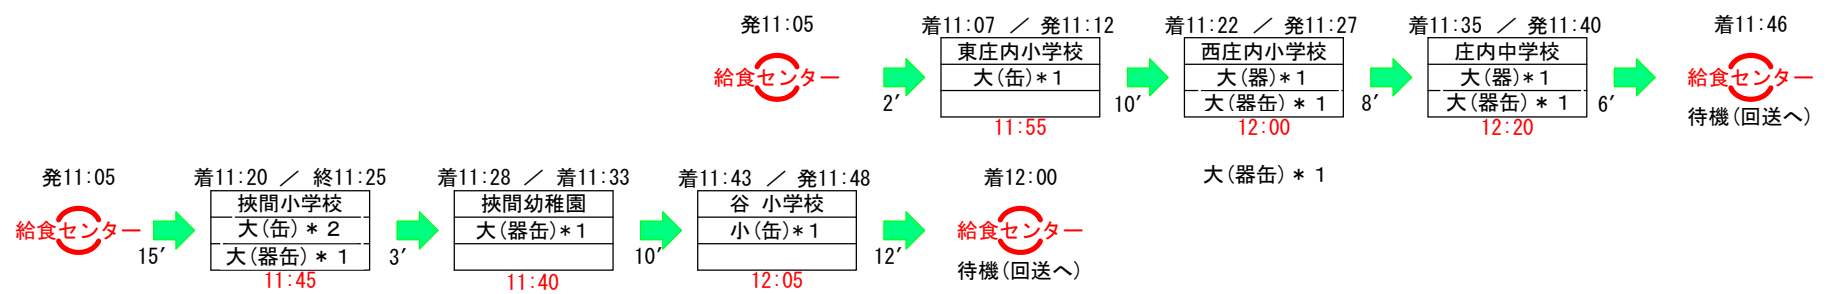 発11:05
給食センター
2′
着11:07 ／ 発11:12
東庄内小学校
大(缶)＊1
11:55
10′
着11:22 ／ 発11:27
西庄内小学校
大(器)＊1
大(器缶)＊1
12:00
8′
着11:35 ／ 発11:40
庄内中学校
大(器)＊1
大(器缶)＊1
12:20
6′
着11:46
給食センター
待機(回送へ)
発11:05
給食センター
15′
着11:20 ／ 終11:25
挾間小学校
大(缶)＊2
大(器缶)＊1
11:45
3′
着11:28 ／ 着11:33
挾間幼稚園
大(器缶)＊1
11:40
10′
着11:43 ／ 発11:48
谷 小学校
小(缶)＊1
12:05
12′
着12:00
給食センター
待機(回送へ)
大(器缶)＊1